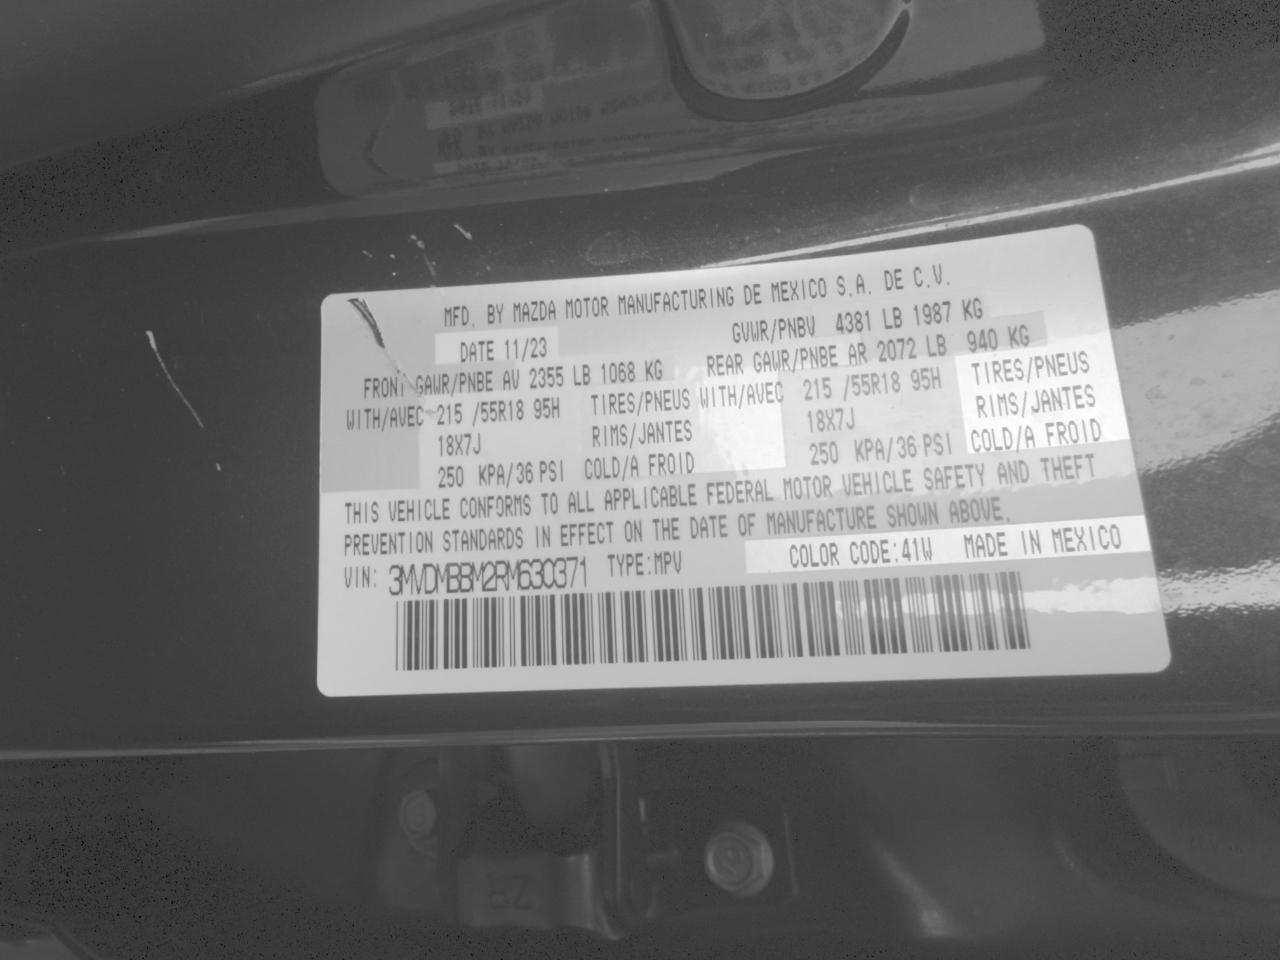 MFD. BY MAZDA MOTOR MANUFACTURING DE MEXICO S.A. DE C.V.
DATE 11/23 GVWR/PNBV 4381 LB 1987 KG
FRONT GAWR/PNBE AV 2355 LB 1068 KG REAR GAWR/PNBE AR 2072 LB 940 KG
WITH/AVEC 215 /55R18 95H TIRES/PNEUS WITH/AVEC 215 /55R18 95H TIRES/PNEUS
18X7J RIMS/JANTES 18X7J RIMS/JANTES
250 KPA/36 PSI COLD/A FROID 250 KPA/36 PSI COLD/A FROID
THIS VEHICLE CONFORMS TO ALL APPLICABLE FEDERAL MOTOR VEHICLE SAFETY AND THEFT
PREVENTION STANDARDS IN EFFECT ON THE DATE OF MANUFACTURE SHOWN ABOVE.
VIN: 3MVDMBBM2RM630371 TYPE:MPV COLOR CODE:41W MADE IN MEXICO